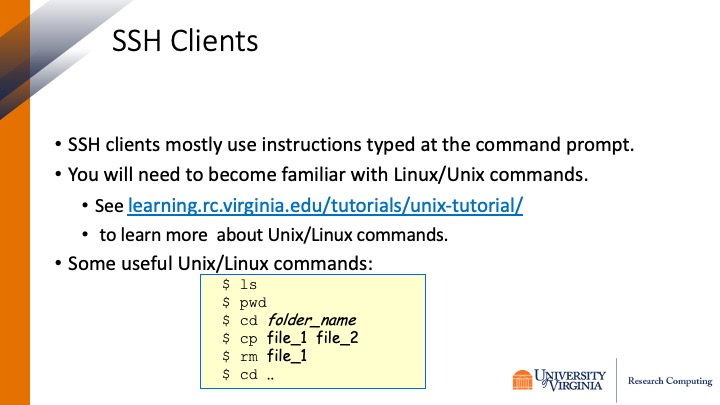 SSH Clients
• SSH clients mostly use instructions typed at the command prompt.
• You will need to become familiar with Linux/Unix commands.
• See learning.rc.virginia.edu/tutorials/unix-tutorial/
• to learn more  about Unix/Linux commands.
• Some useful Unix/Linux commands:
$ ls
$ pwd
$ cd folder_name
$ cp file_1 file_2
$ rm file_1
$ cd ..
UNIVERSITY
of VIRGINIA
Research Computing